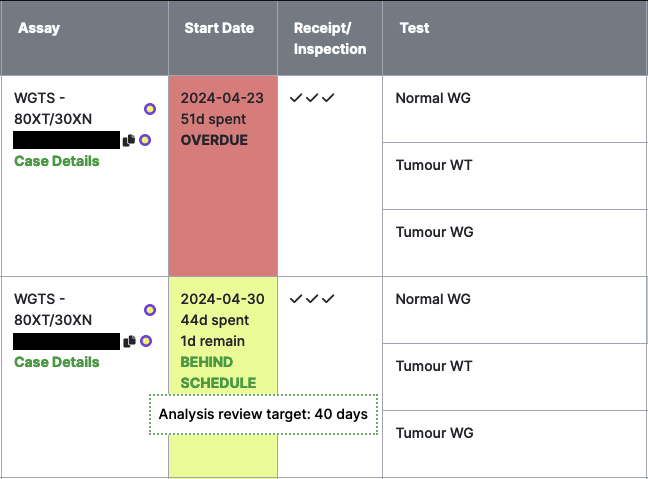 Assay
Start Date
Receipt/
Inspection
Test
WGTS -
80XT/30XN
Case Details
2024-04-23
51d spent
OVERDUE
Normal WG
Tumour WT
Tumour WG
WGTS -
80XT/30XN
Case Details
2024-04-30
44d spent
1d remain
BEHIND
SCHEDULE
Analysis review target: 40 days
Normal WG
Tumour WT
Tumour WG